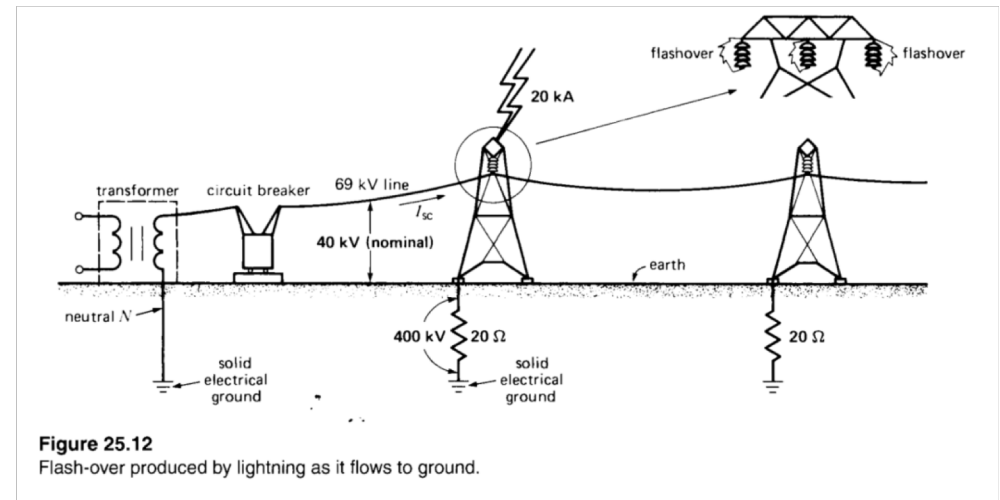 flashover
flashover
20 kA
transformer
circuit breaker
69 kV line
Isc
40 kV (nominal)
earth
neutral N
400 kV
20 Ω
20 Ω
solid
electrical
ground
solid
electrical
ground
Figure 25.12
Flash-over produced by lightning as it flows to ground.